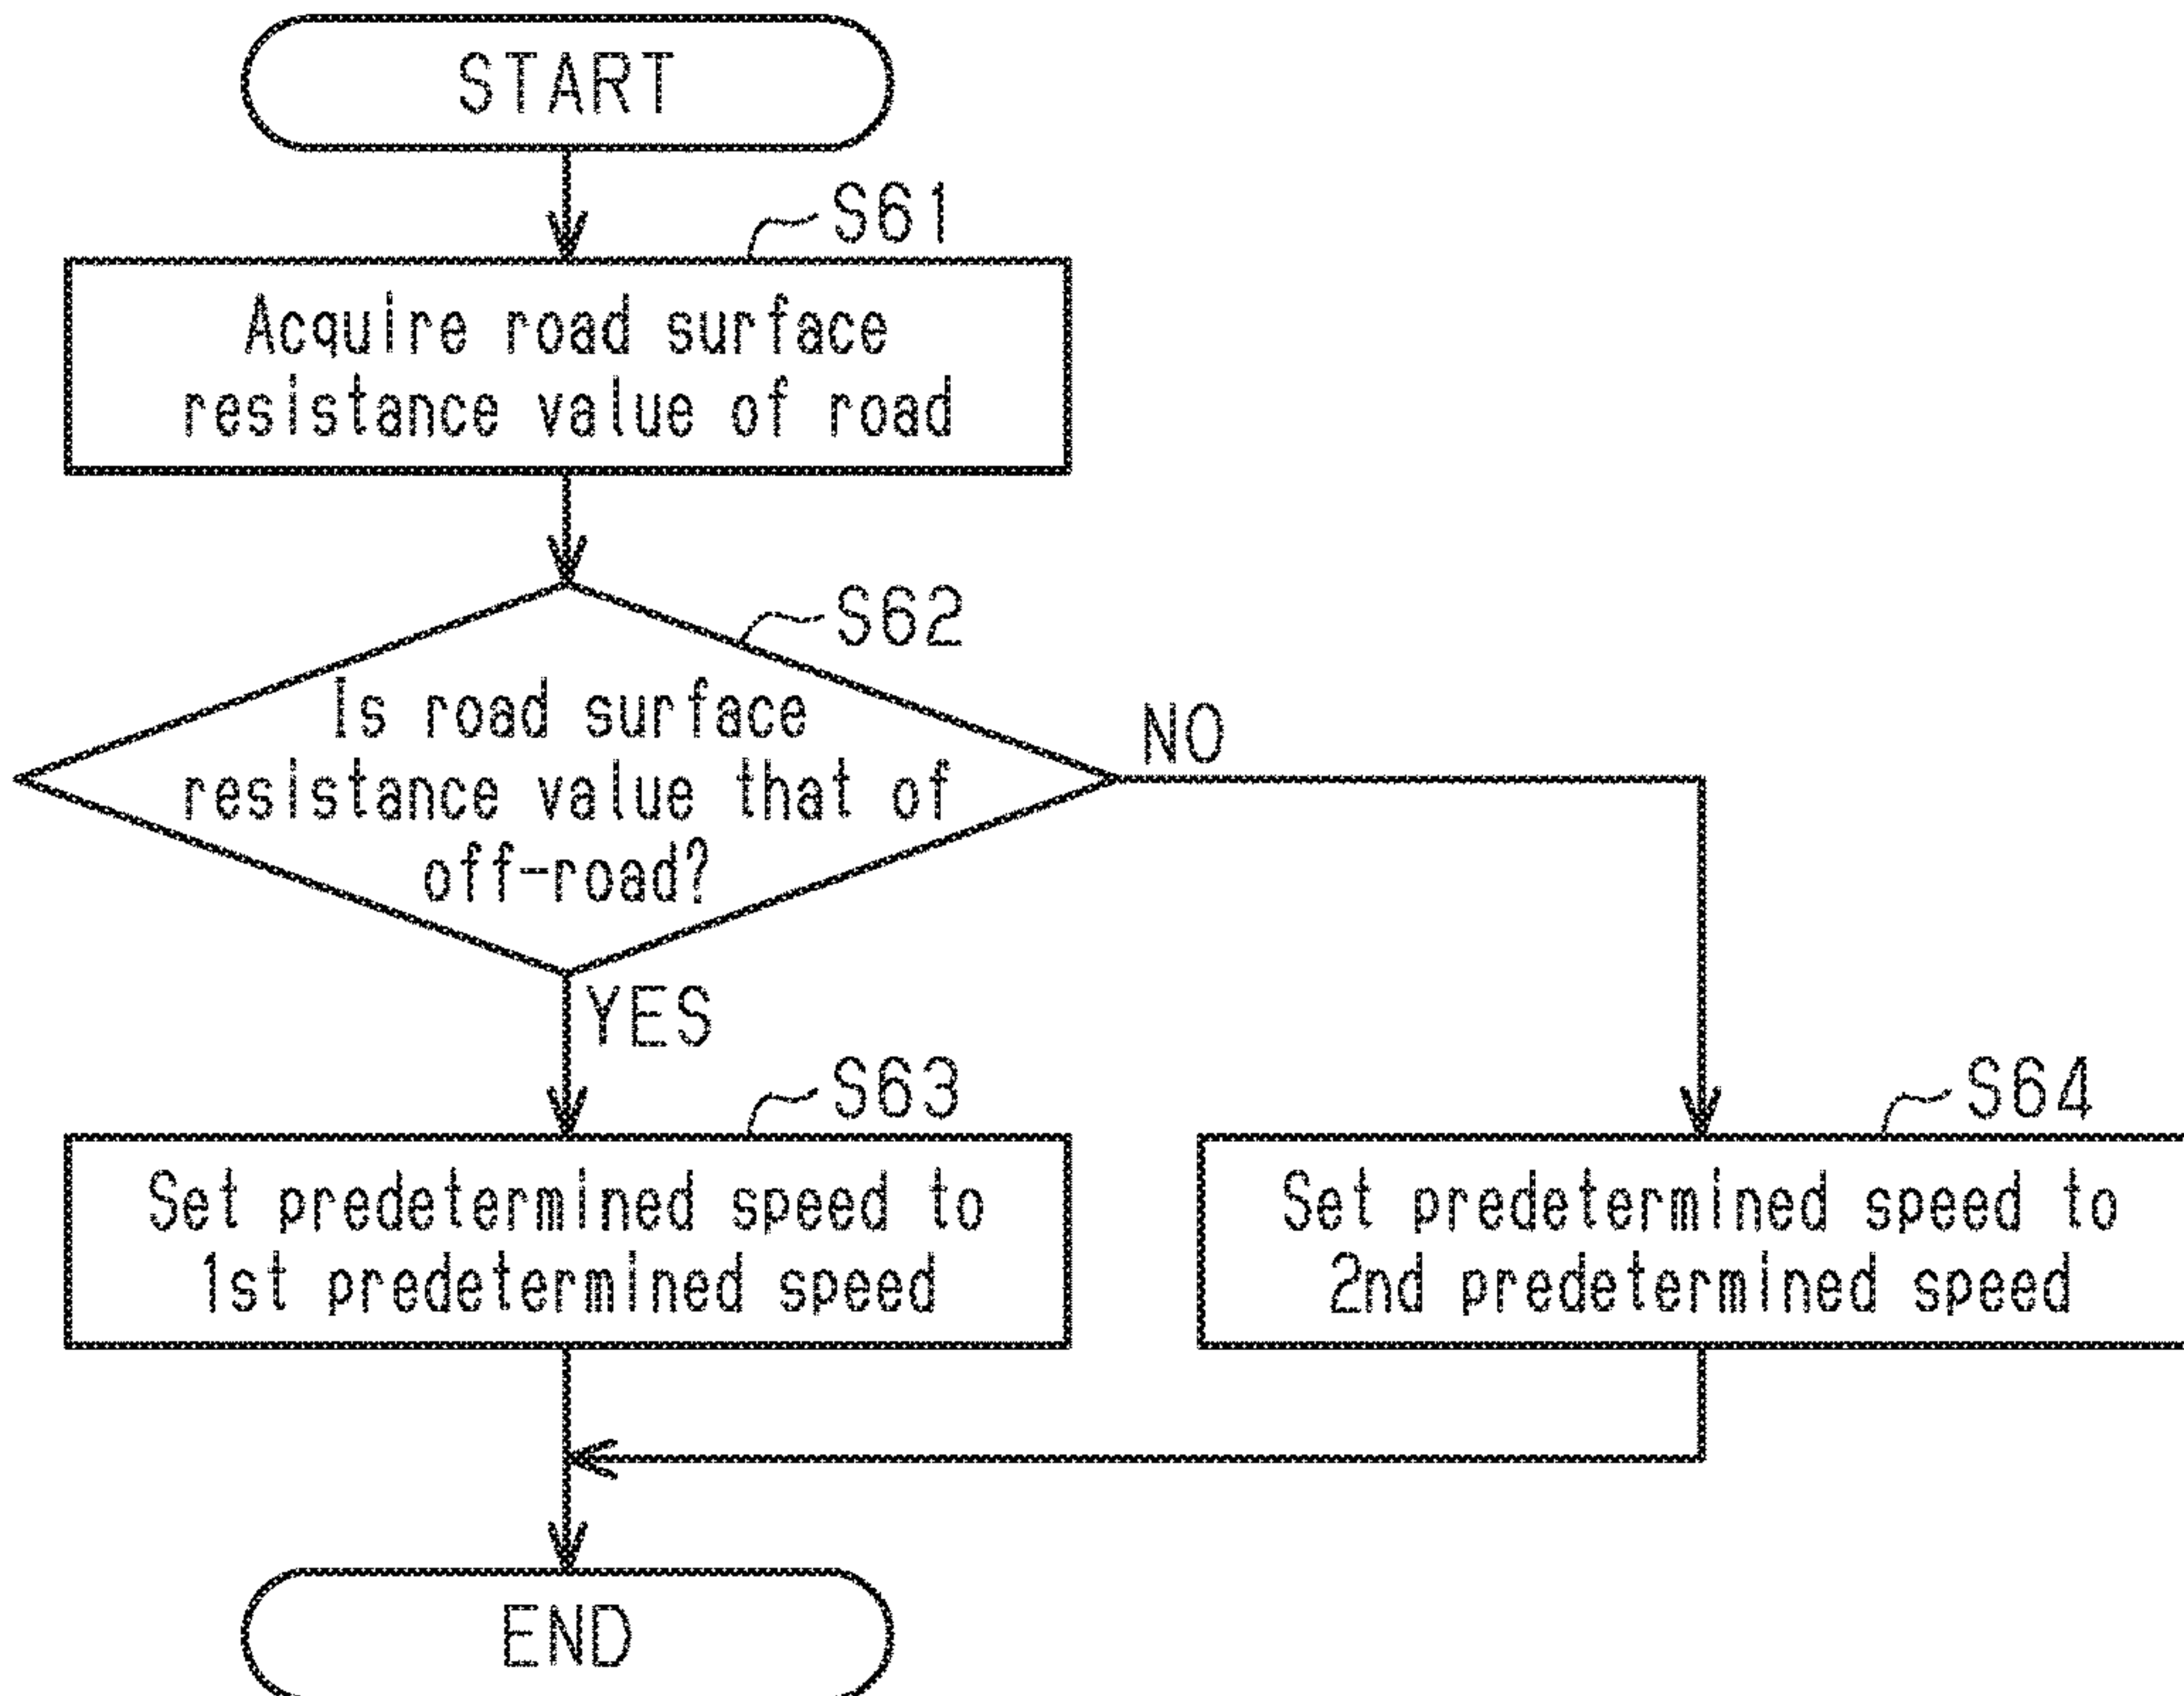 START
S61
Acquire road surface
resistance value of road
S62
Is road surface
resistance value that of
off-road?
NO
YES
S63
Set predetermined speed to
1st predetermined speed
S64
Set predetermined speed to
2nd predetermined speed
END